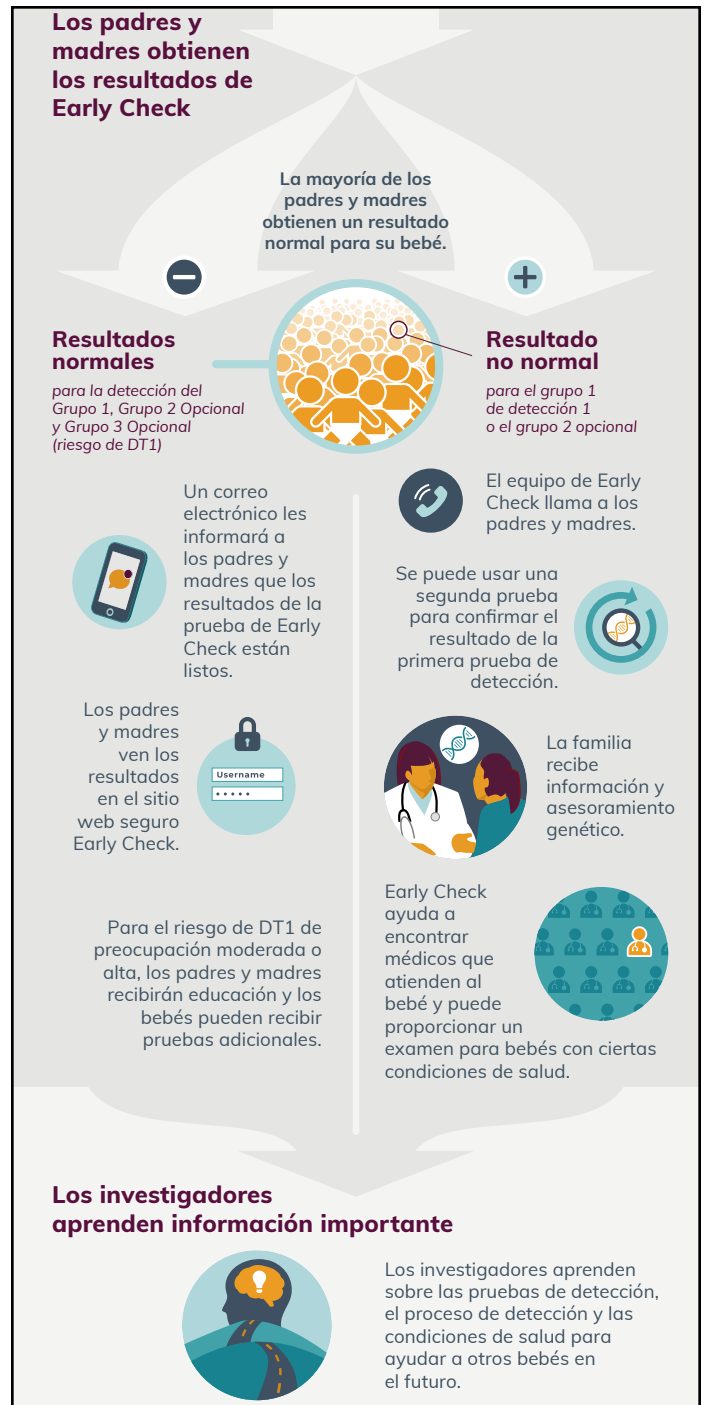 Los padres y
madres obtienen
los resultados de
Early Check
La mayoría de los
padres y madres
obtienen un resultado
normal para su bebé.
Resultados
normales
para la detección del
Grupo 1, Grupo 2 Opcional
y Grupo 3 Opcional
(riesgo de DT1)
Un correo
electrónico les
informará a
los padres y
madres que los
resultados de la
prueba de Early
Check están
listos.
Los padres
y madres
ven los
resultados
en el sitio
web seguro
Early Check.
Username
Para el riesgo de DT1 de
preocupación moderada o
alta, los padres y madres
recibirán educación y los
bebés pueden recibir
pruebas adicionales.
Resultado
no normal
para el grupo 1
de detección 1
o el grupo 2 opcional
El equipo de Early
Check llama a los
padres y madres.
Se puede usar una
segunda prueba
para confirmar el
resultado de la
primera prueba de
detección.
La familia
recibe
información y
asesoramiento
genético.
Early Check
ayuda a
encontrar
médicos que
atienden al
bebé y puede
proporcionar un
examen para bebés con ciertas
condiciones de salud.
Los investigadores
aprenden información importante
Los investigadores aprenden
sobre las pruebas de detección,
el proceso de detección y las
condiciones de salud para
ayudar a otros bebés en
el futuro.